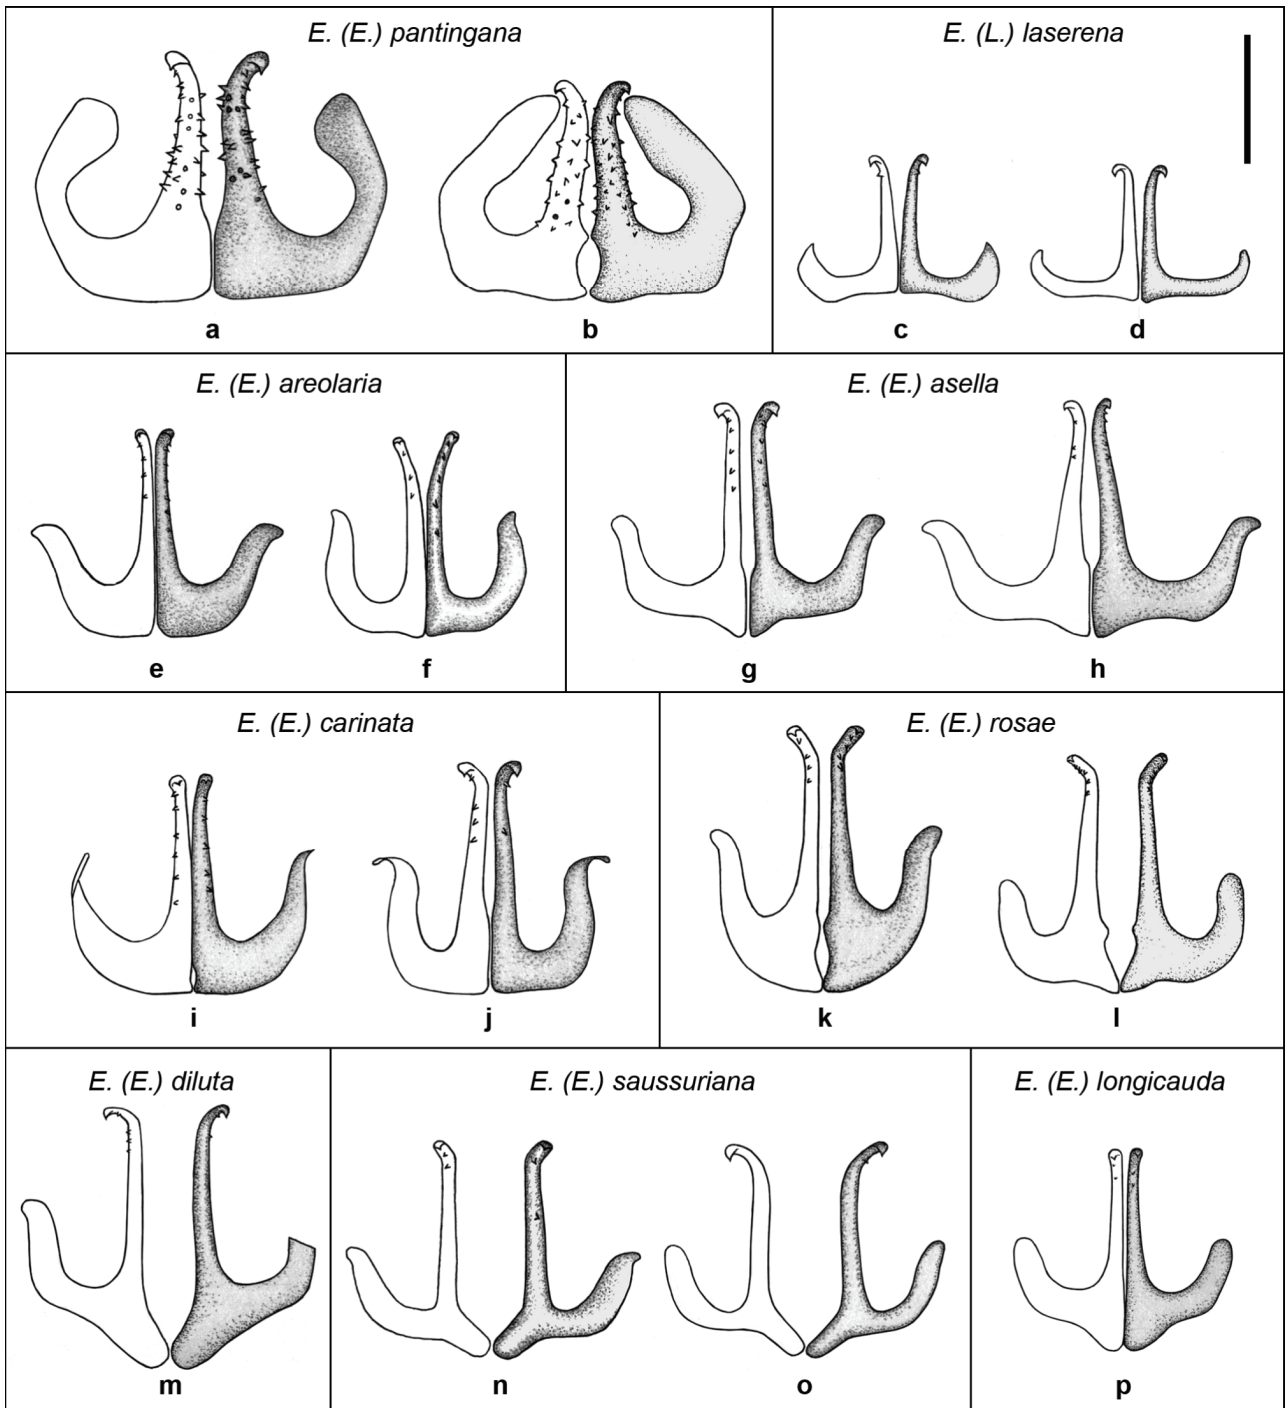 E. (E.) pantingana
E. (L.) laserena
a
b
c
d
E. (E.) areolaria
E. (E.) asella
e
f
g
h
E. (E.) carinata
E. (E.) rosae
i
j
k
l
E. (E.) diluta
E. (E.) saussuriana
E. (E.) longicauda
m
n
o
p